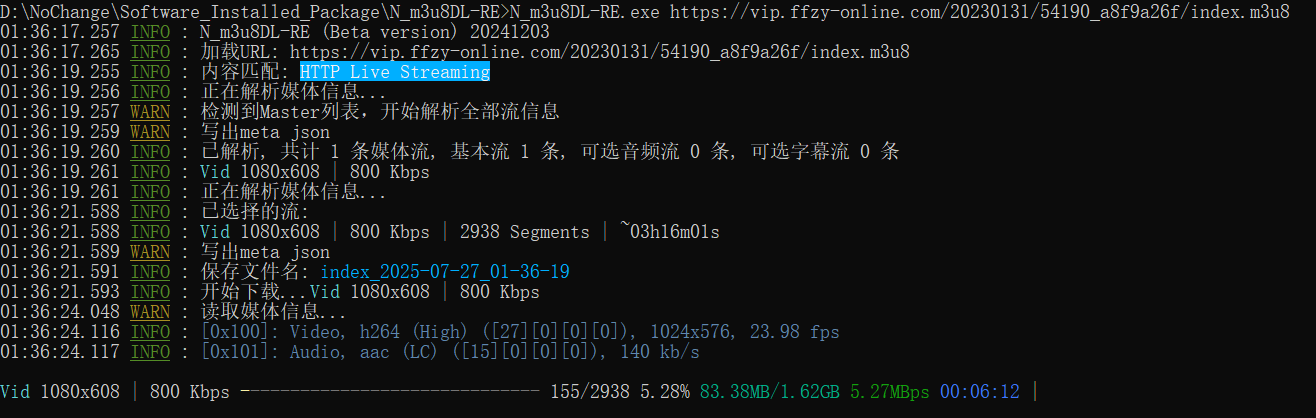 D:\NoChange\Software_Installed_Package\N_m3u8DL-RE>N_m3u8DL-RE.exe https://vip.ffzy-online.com/20230131/54190_a8f9a26f/index.m3u8
01:36:17.257 INFO : N_m3u8DL-RE (Beta version) 20241203
01:36:17.265 INFO : 加载URL: https://vip.ffzy-online.com/20230131/54190_a8f9a26f/index.m3u8
01:36:19.255 INFO : 内容匹配: HTTP Live Streaming
01:36:19.256 INFO : 正在解析媒体信息...
01:36:19.257 WARN : 检测到Master列表，开始解析全部流信息
01:36:19.259 WARN : 写出meta json
01:36:19.260 INFO : 已解析, 共计 1 条媒体流, 基本流 1 条, 可选音频流 0 条, 可选字幕流 0 条
01:36:19.261 INFO : Vid 1080x608 | 800 Kbps
01:36:19.261 INFO : 正在解析媒体信息...
01:36:21.588 INFO : 已选择的流:
01:36:21.588 INFO : Vid 1080x608 | 800 Kbps | 2938 Segments | ~03h16m01s
01:36:21.589 WARN : 写出meta json
01:36:21.591 INFO : 保存文件名: index_2025-07-27_01-36-19
01:36:21.593 INFO : 开始下载...Vid 1080x608 | 800 Kbps
01:36:24.048 WARN : 读取媒体信息...
01:36:24.116 INFO : [0x100]: Video, h264 (High) ([27][0][0][0]), 1024x576, 23.98 fps
01:36:24.117 INFO : [0x101]: Audio, aac (LC) ([15][0][0][0]), 140 kb/s
Vid 1080x608 | 800 Kbps ------------------------------ 155/2938 5.28% 83.38MB/1.62GB 5.27MBps 00:06:12 |